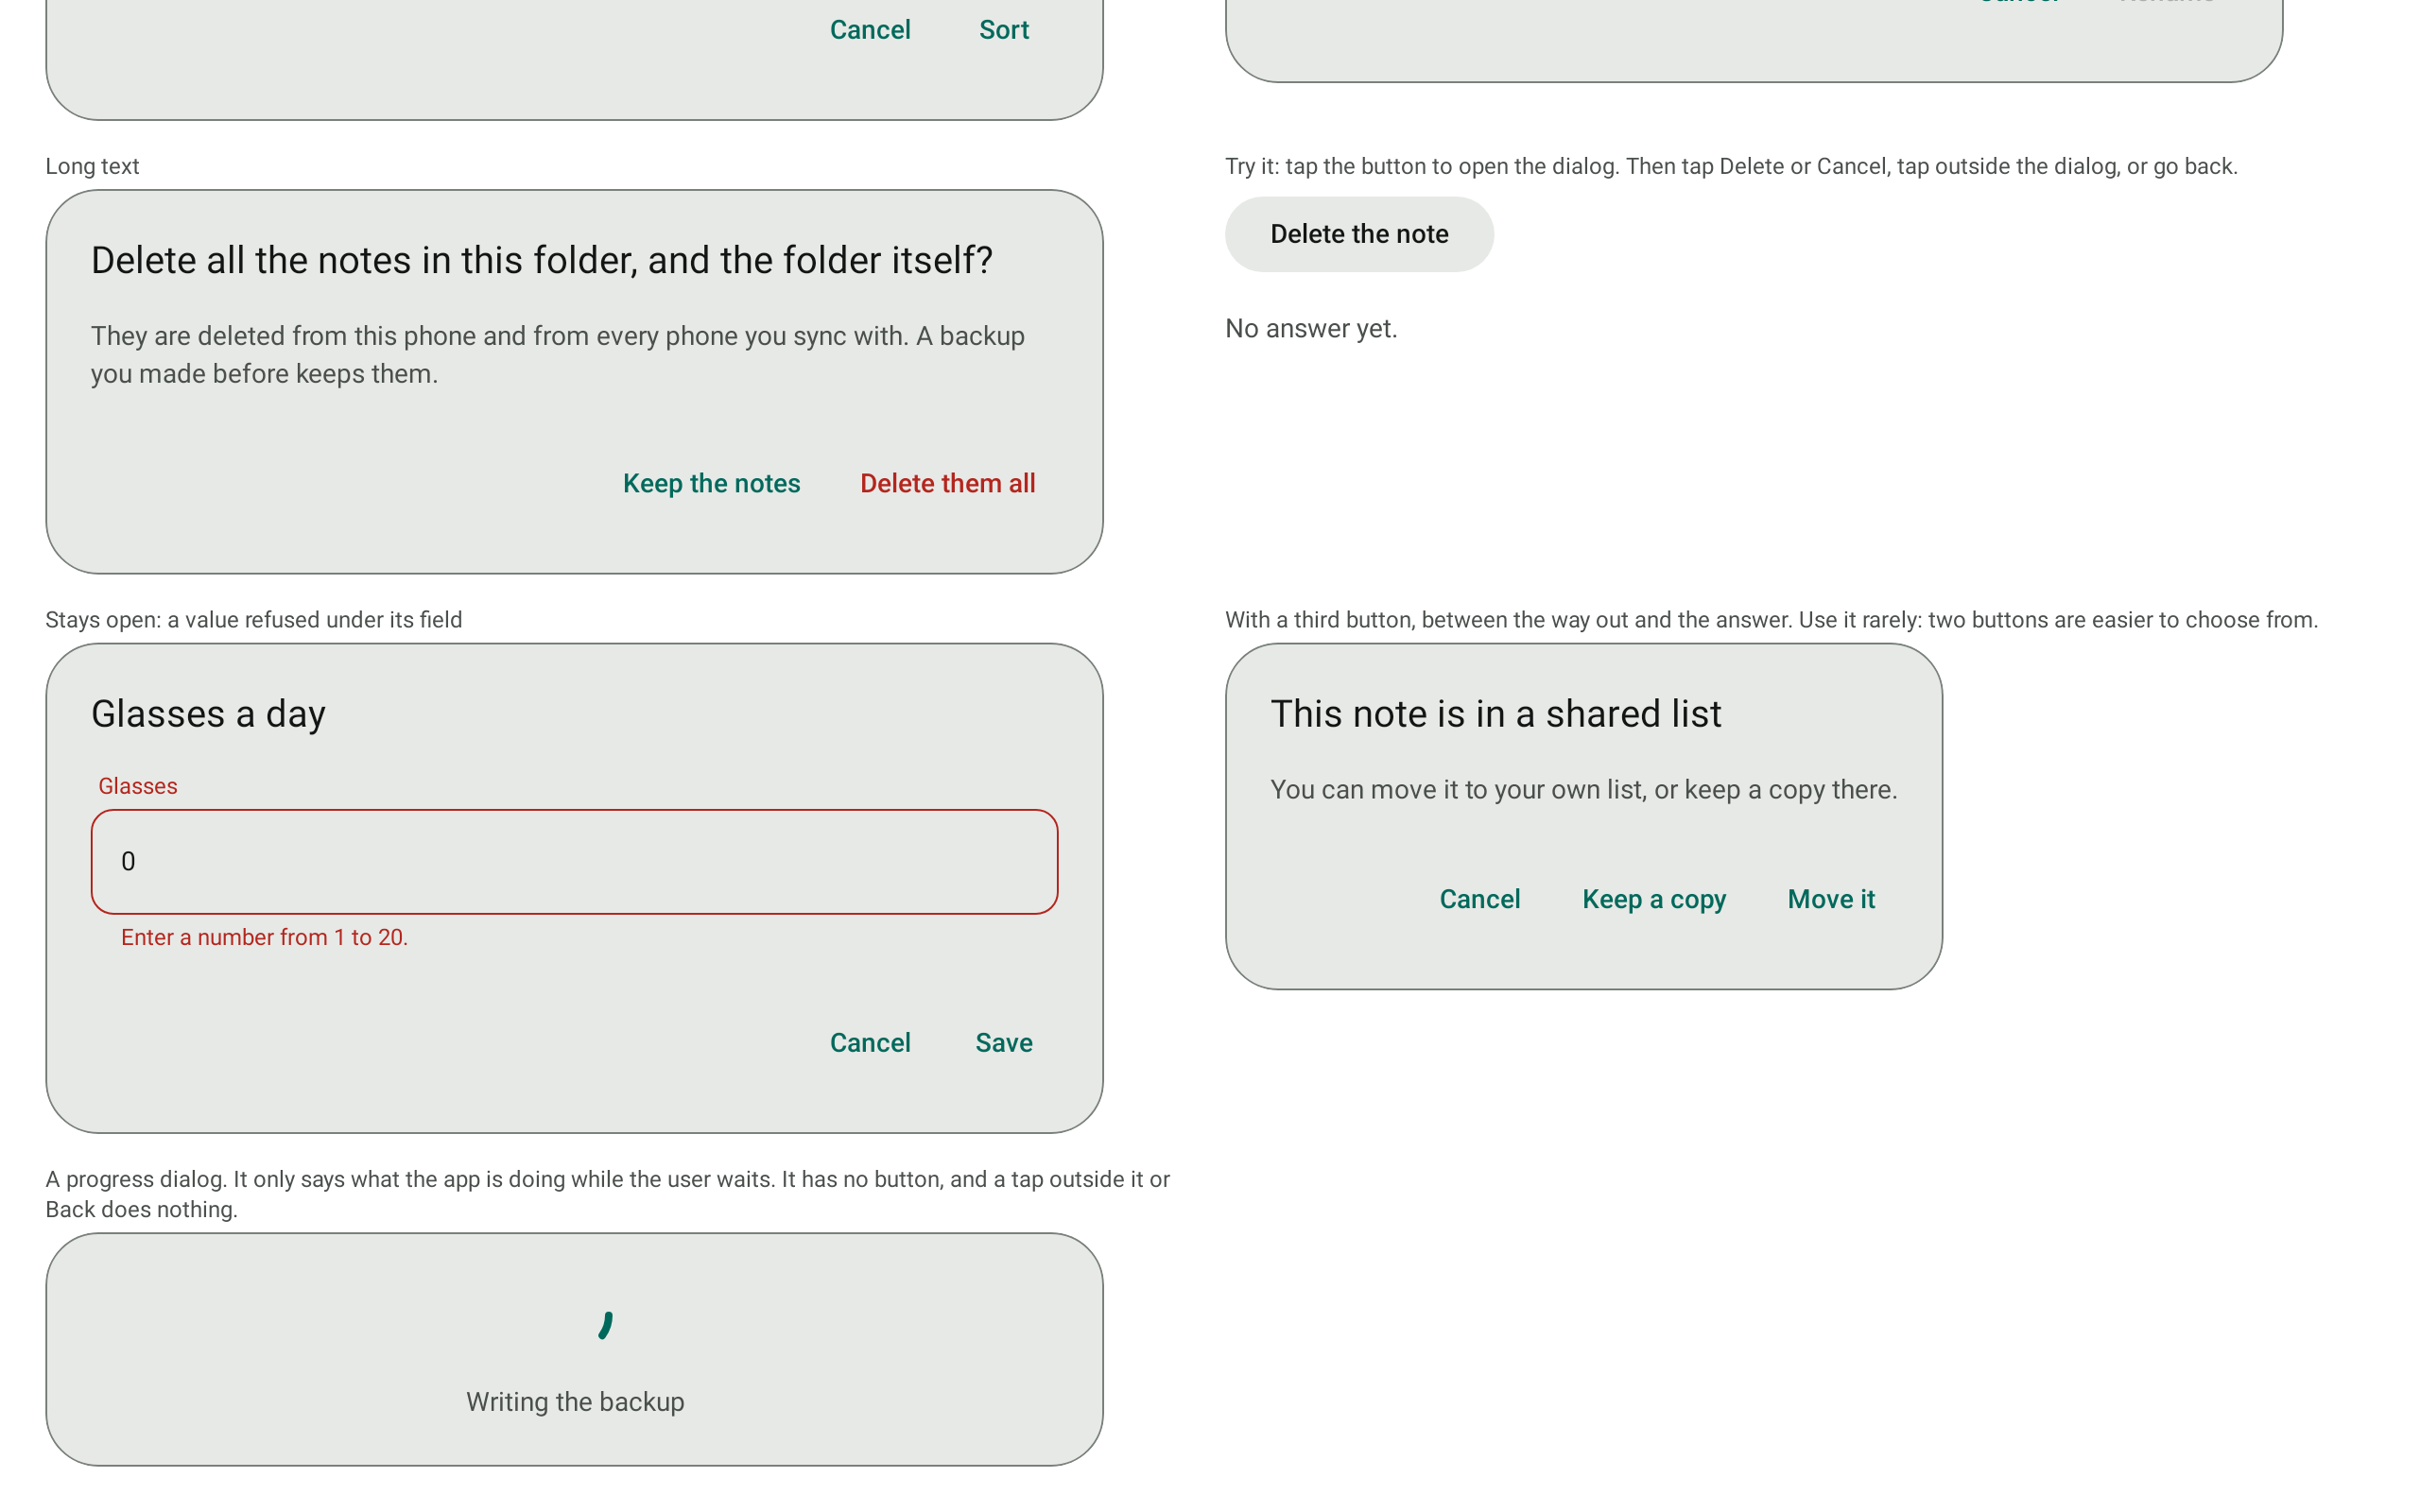 Cancel
Sort
Long text
Delete all the notes in this folder, and the folder itself?
They are deleted from this phone and from every phone you sync with. A backup
you made before keeps them.
Keep the notes
Delete them all
Try it: tap the button to open the dialog. Then tap Delete or Cancel, tap outside the dialog, or go back.
Delete the note
No answer yet.
Stays open: a value refused under its field
Glasses a day
Glasses
0
Enter a number from 1 to 20.
Cancel
Save
With a third button, between the way out and the answer. Use it rarely: two buttons are easier to choose from.
This note is in a shared list
You can move it to your own list, or keep a copy there.
Cancel
Keep a copy
Move it
A progress dialog. It only says what the app is doing while the user waits. It has no button, and a tap outside it or
Back does nothing.
Writing the backup